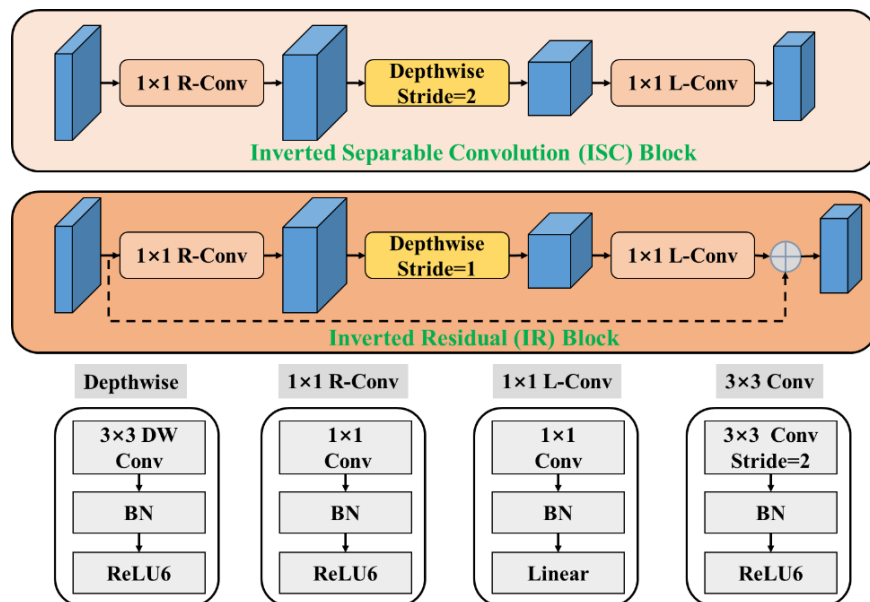 1×1 R-Conv
Depthwise
Stride=2
1×1 L-Conv
Inverted Separable Convolution (ISC) Block
1×1 R-Conv
Depthwise
Stride=1
1×1 L-Conv
Inverted Residual (IR) Block
Depthwise
3×3 DW
Conv
BN
ReLU6
1×1 R-Conv
1×1
Conv
BN
ReLU6
1×1 L-Conv
1×1
Conv
BN
Linear
3×3 Conv
3×3 Conv
Stride=2
BN
ReLU6